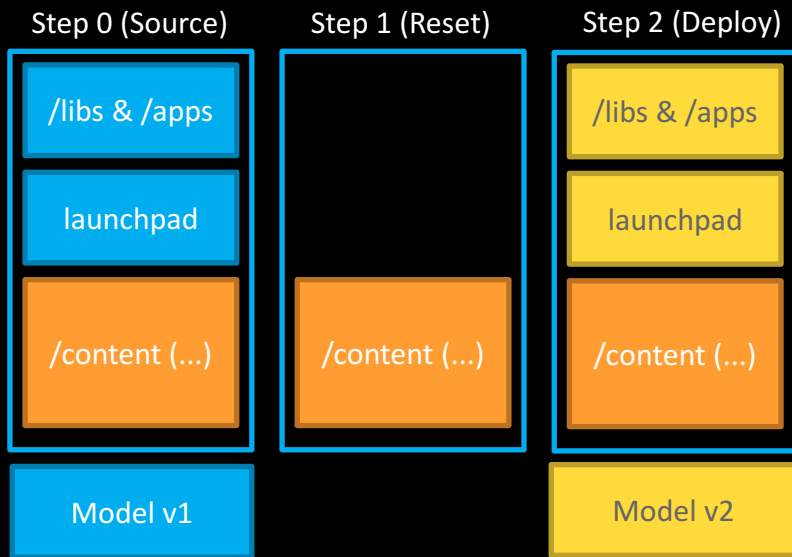 Step 0 (Source)
/libs & /apps
launchpad
/content (...)
Model v1
Step 1 (Reset)
/content (...)
Step 2 (Deploy)
/libs & /apps
launchpad
/content (...)
Model v2